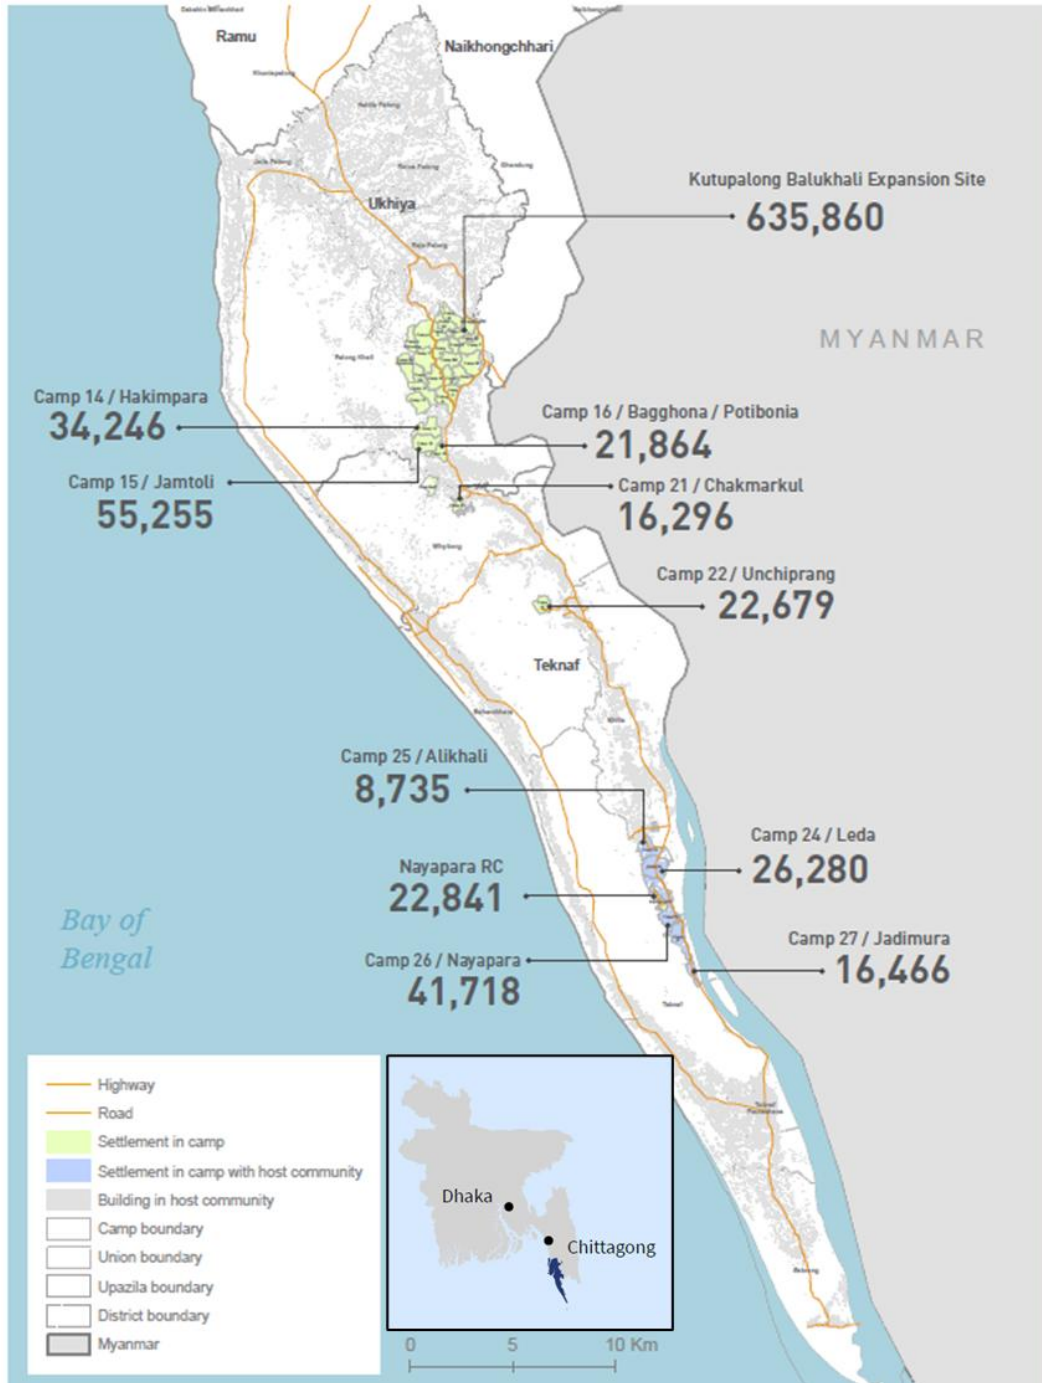 Ramu
Naikhongchhari
Ukhiya
Kutupalong Balukhali Expansion Site
635,860
MYANMAR
Palong Khali
Camp 14 / Hakimpara
34,246
Camp 16 / Bagghona / Potibonia
21,864
Camp 15 / Jamtoli
55,255
Camp 21 / Chakmarkul
16,296
Whykong
Camp 22 / Unchiprang
22,679
Teknaf
Camp 25 / Alikhali
8,735
Camp 24 / Leda
26,280
Nayapara RC
22,841
Bay of
Bengal
Camp 27 / Jadimura
16,466
Camp 26 / Nayapara
41,718
Teknaf
Highway
Road
Settlement in camp
Settlement in camp with host community
Building in host community
Camp boundary
Union boundary
Upazila boundary
District boundary
Myanmar
Dhaka
Chittagong
0 5 10 Km